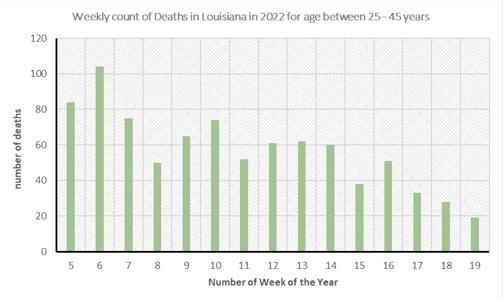 Weekly count of Deaths in Louisiana in 2022 for age between 25 - 45 years
number of deaths
120
100
80
60
40
20
0
5 6 7 8 9 10 11 12 13 14 15 16 17 18 19
Number of Week of the Year